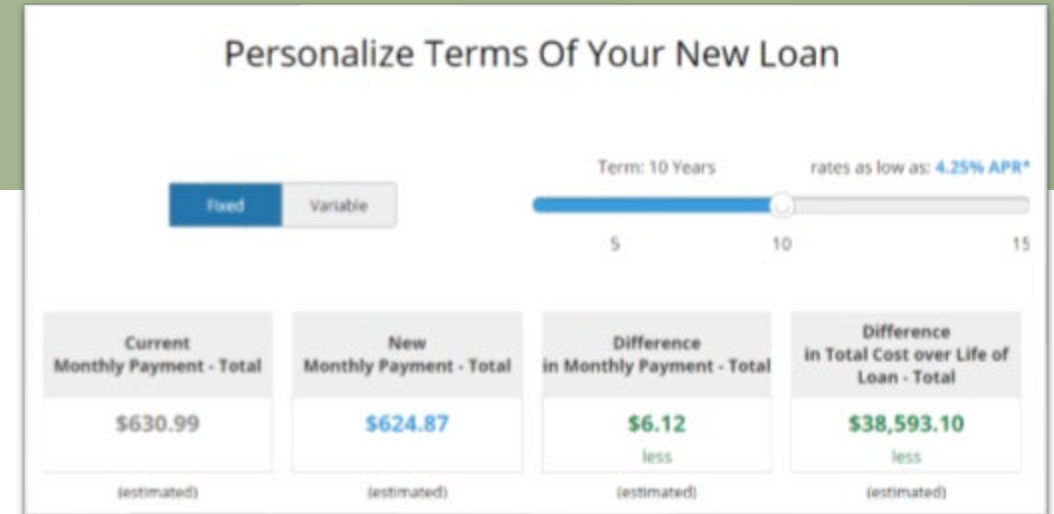 Personalize Terms Of Your New Loan
Term: 10 Years
rates as low as: 4.25% APR*
Fixed
Variable
5
10
15
Current
Monthly Payment - Total
$630.99
(estimated)
New
Monthly Payment - Total
$624.87
(estimated)
Difference
in Monthly Payment - Total
$6.12
less
(estimated)
Difference
in Total Cost over Life of
Loan - Total
$38,593.10
less
(estimated)